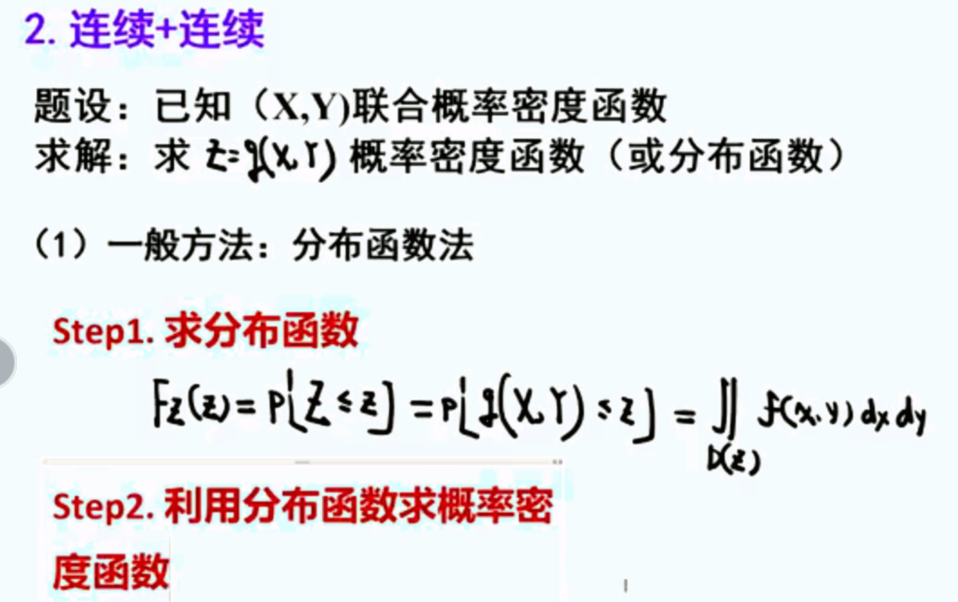 2. 连续+连续
题设：已知（X,Y)联合概率密度函数
求解：求 Z=g(X,Y) 概率密度函数（或分布函数）
（1）一般方法：分布函数法
Step1. 求分布函数
F_Z(z)=P{Z≤z}=P{g(X,Y)≤z}=∬_{D(z)} f(x,y)dxdy
Step2. 利用分布函数求概率密
度函数